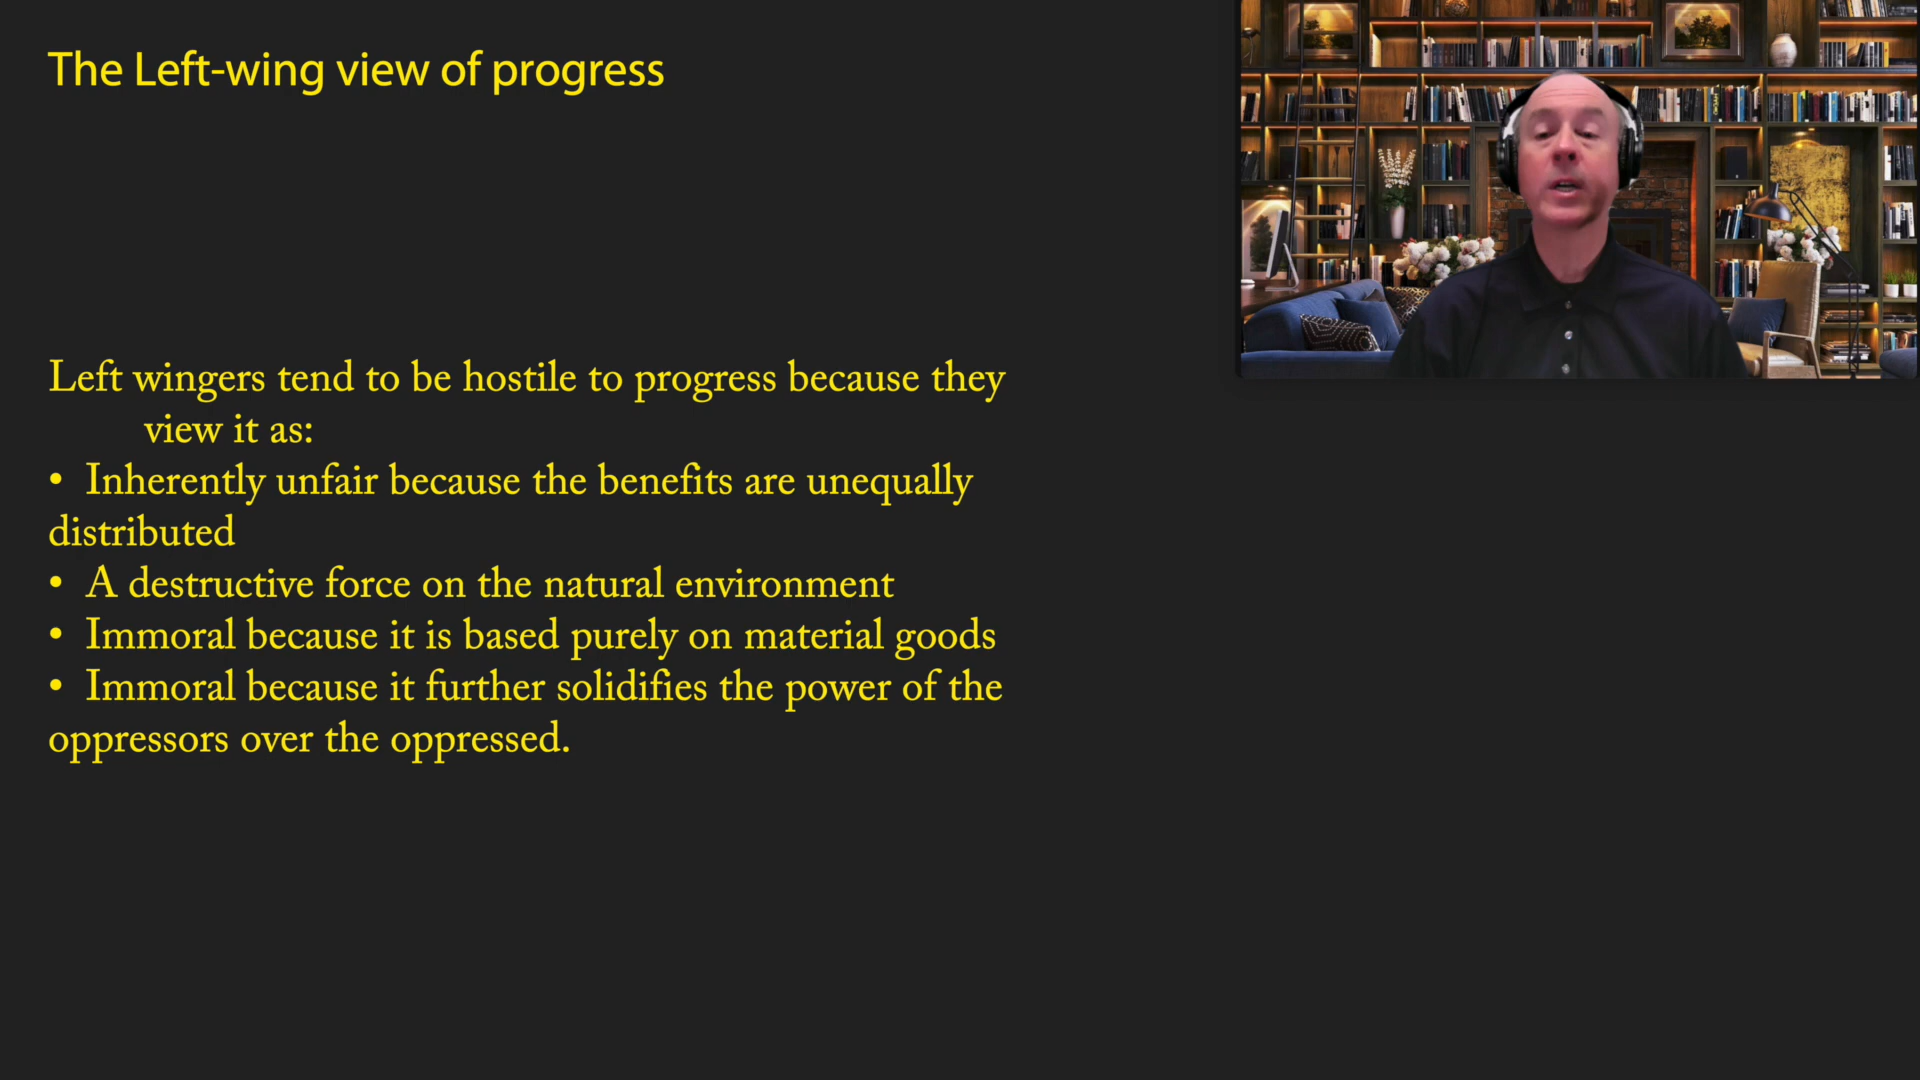 The Left-wing view of progress
Left wingers tend to be hostile to progress because they
view it as:
• Inherently unfair because the benefits are unequally
distributed
• A destructive force on the natural environment
• Immoral because it is based purely on material goods
• Immoral because it further solidifies the power of the
oppressors over the oppressed.